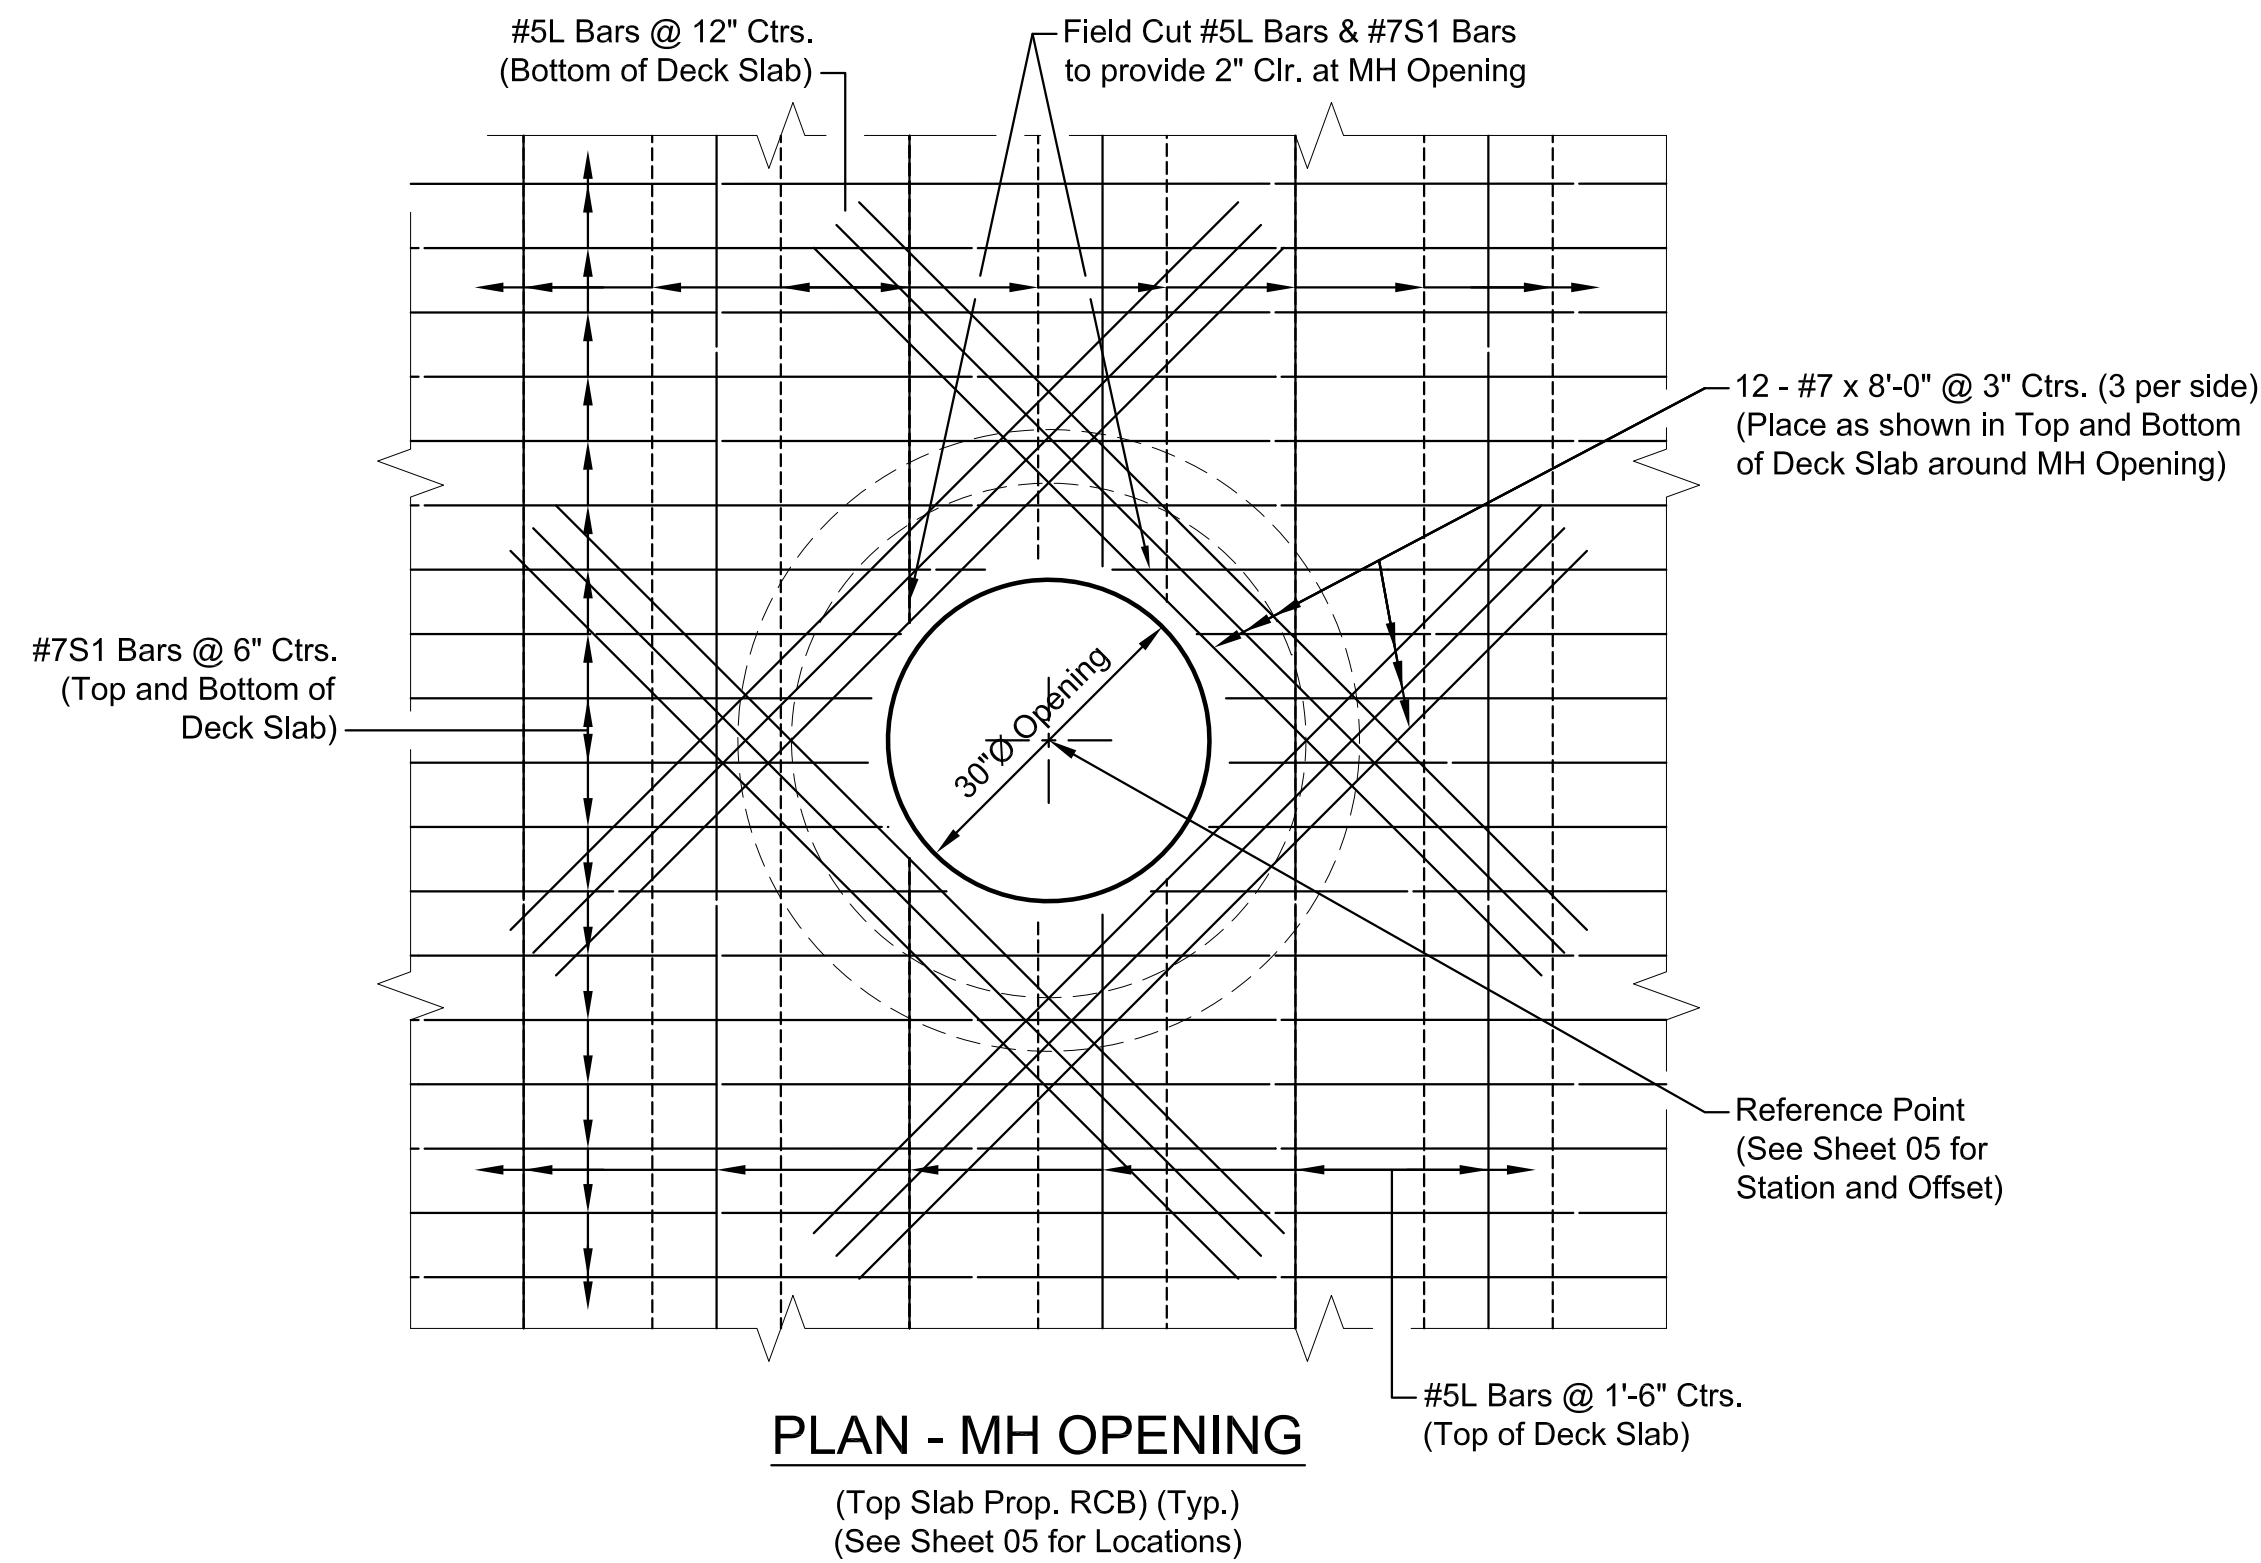 #5L Bars @ 12" Ctrs.
(Bottom of Deck Slab)
Field Cut #5L Bars & #7S1 Bars
to provide 2" Clr. at MH Opening
12 - #7 x 8'-0" @ 3" Ctrs. (3 per side)
(Place as shown in Top and Bottom
of Deck Slab around MH Opening)
#7S1 Bars @ 6" Ctrs.
(Top and Bottom of
Deck Slab)
30"Ø Opening
Reference Point
(See Sheet 05 for
Station and Offset)
#5L Bars @ 1'-6" Ctrs.
(Top of Deck Slab)
PLAN - MH OPENING
(Top Slab Prop. RCB) (Typ.)
(See Sheet 05 for Locations)